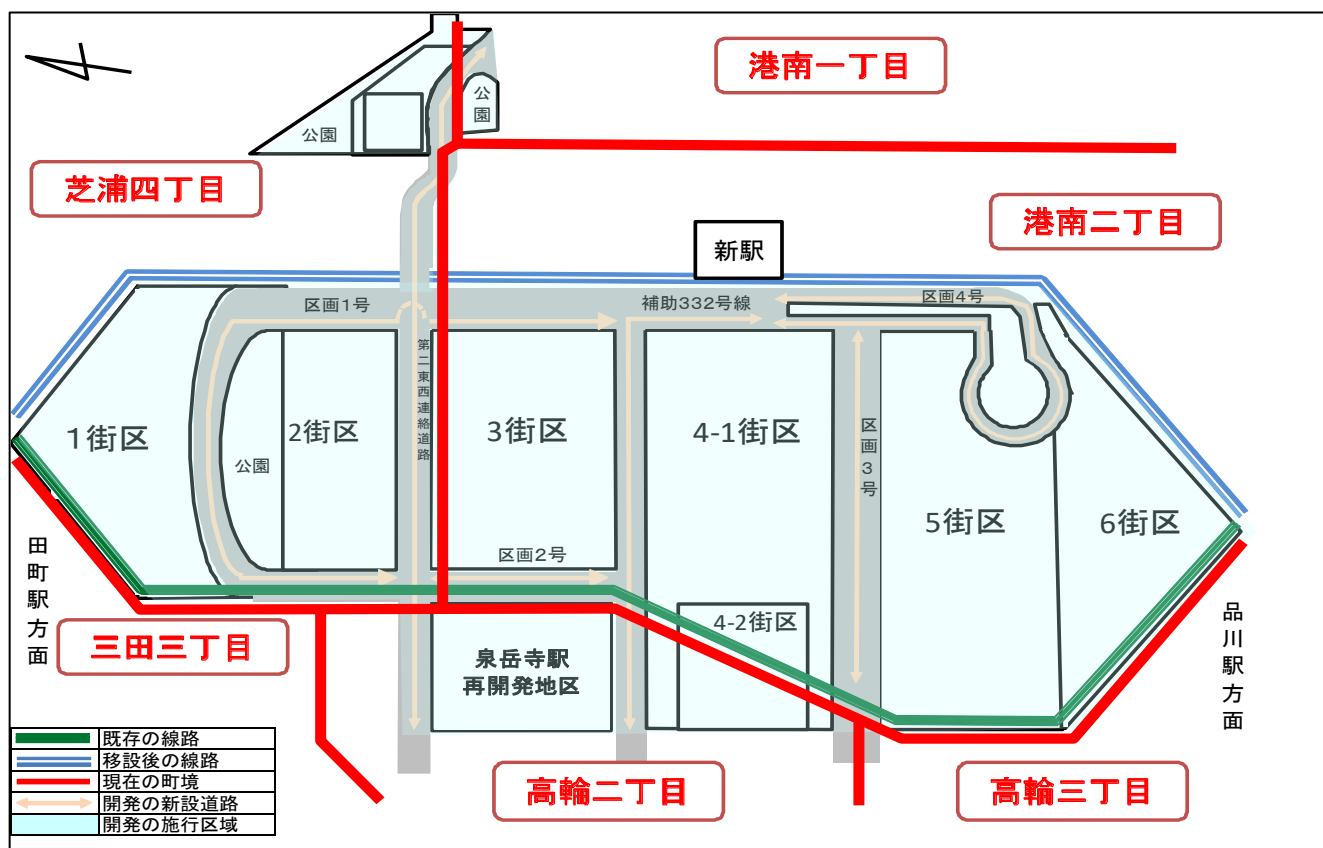 港南一丁目
公
園
公園
芝浦四丁目
港南二丁目
新駅
区画1号
補助332号線
区画4号
第二東西連絡道路
1街区
2街区
3街区
4-1街区
区画3号
公園
5街区
6街区
区画2号
田町駅方面
4-2街区
品川駅方面
三田三丁目
泉岳寺駅
再開発地区
高輪二丁目
高輪三丁目
既存の線路
移設後の線路
現在の町境
開発の新設道路
開発の施行区域